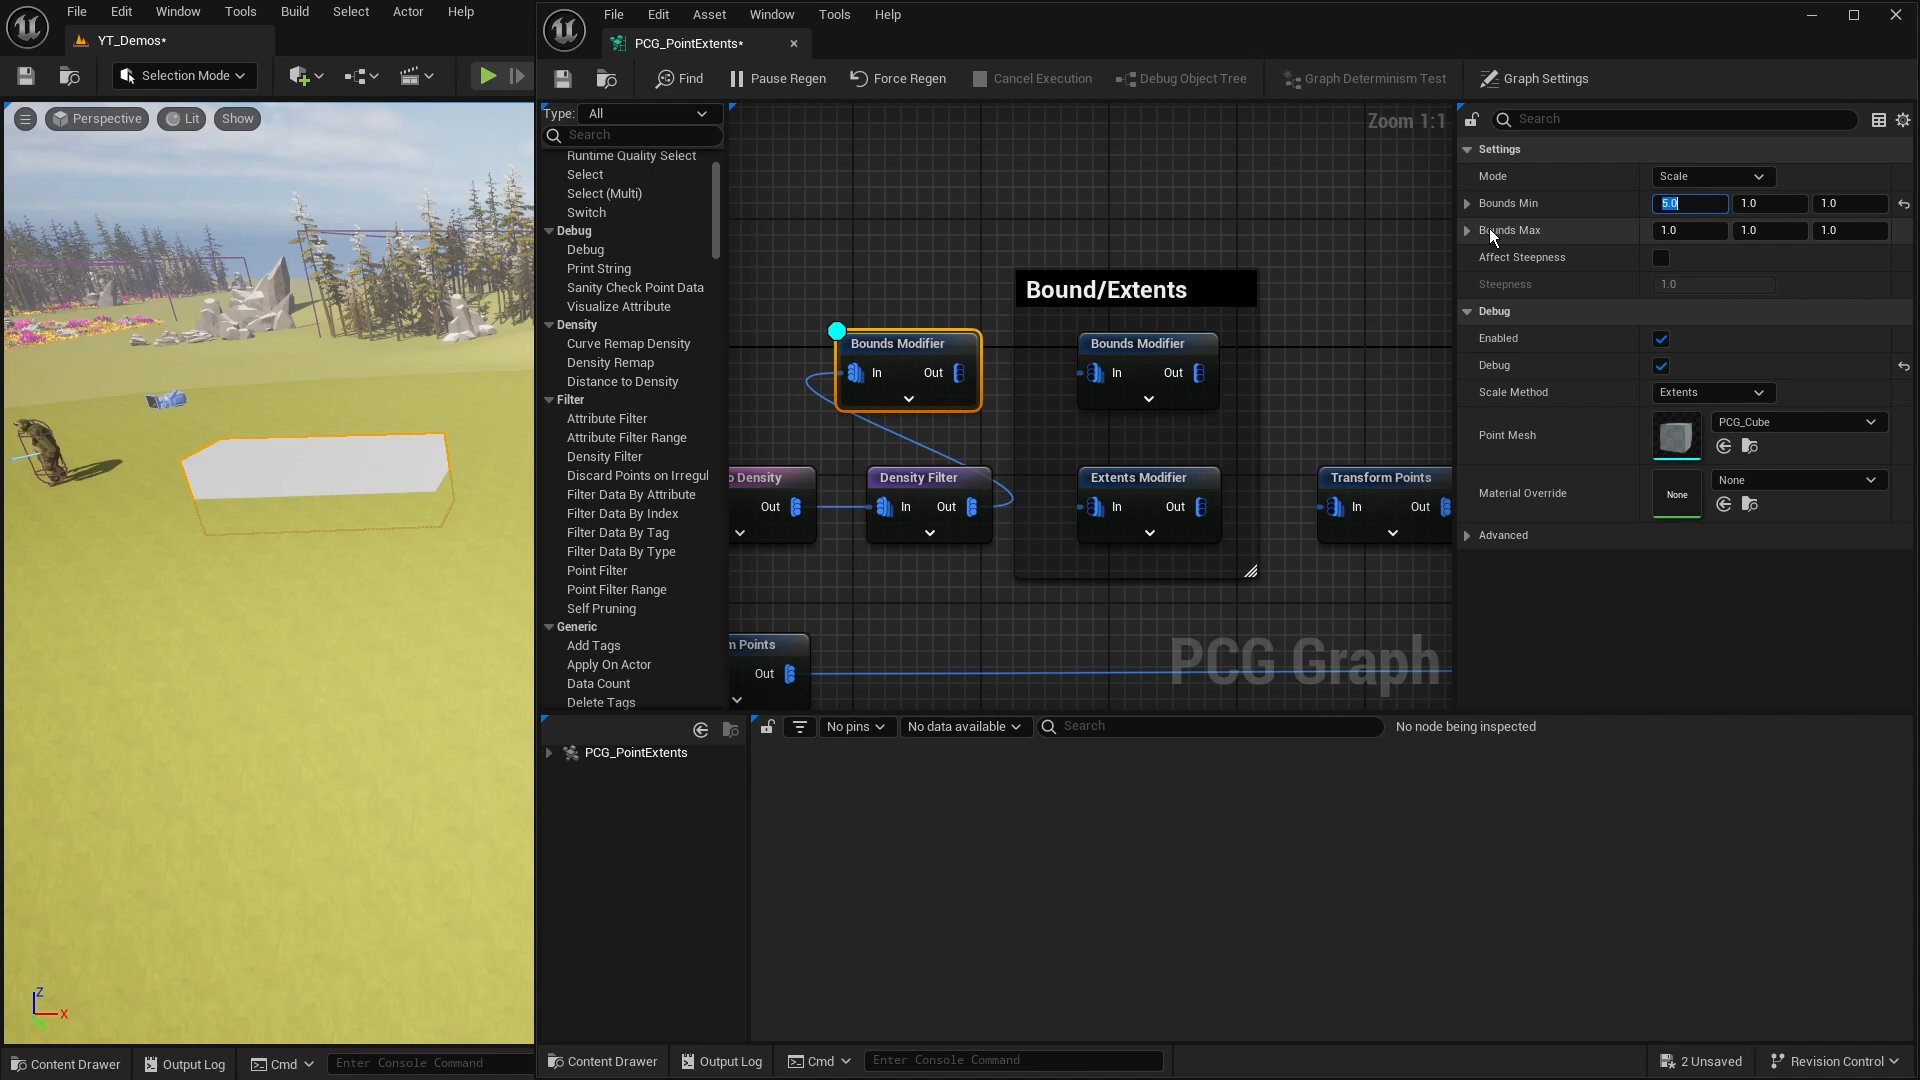 File Edit Window Tools Build Select Actor Help
YT_Demos*
Selection Mode
Perspective Lit Show
Z
X
Content Drawer Output Log Cmd Enter Console Command
File Edit Asset Window Tools Help
PCG_PointExtents*
Find Pause Regen Force Regen Cancel Execution Debug Object Tree Graph Determinism Test Graph Settings
Type: All
Search
Runtime Quality Select
Select
Select (Multi)
Switch
Debug
Debug
Print String
Sanity Check Point Data
Visualize Attribute
Density
Curve Remap Density
Density Remap
Distance to Density
Filter
Attribute Filter
Attribute Filter Range
Density Filter
Discard Points on Irregul
Filter Data By Attribute
Filter Data By Index
Filter Data By Tag
Filter Data By Type
Point Filter
Point Filter Range
Self Pruning
Generic
Add Tags
Apply On Actor
Data Count
Delete Tags
Zoom 1:1
Bound/Extents
Bounds Modifier
In Out
Bounds Modifier
In Out
o Density
Out
Density Filter
In Out
Extents Modifier
In Out
Transform Points
In Out
m Points
Out
PCG Graph
Search
Settings
Mode Scale
Bounds Min 5.0 1.0 1.0
Bounds Max 1.0 1.0 1.0
Affect Steepness
Steepness 1.0
Debug
Enabled
Debug
Scale Method Extents
Point Mesh PCG_Cube
Material Override None None
Advanced
PCG_PointExtents
No pins No data available Search No node being inspected
Content Drawer Output Log Cmd Enter Console Command 2 Unsaved Revision Control